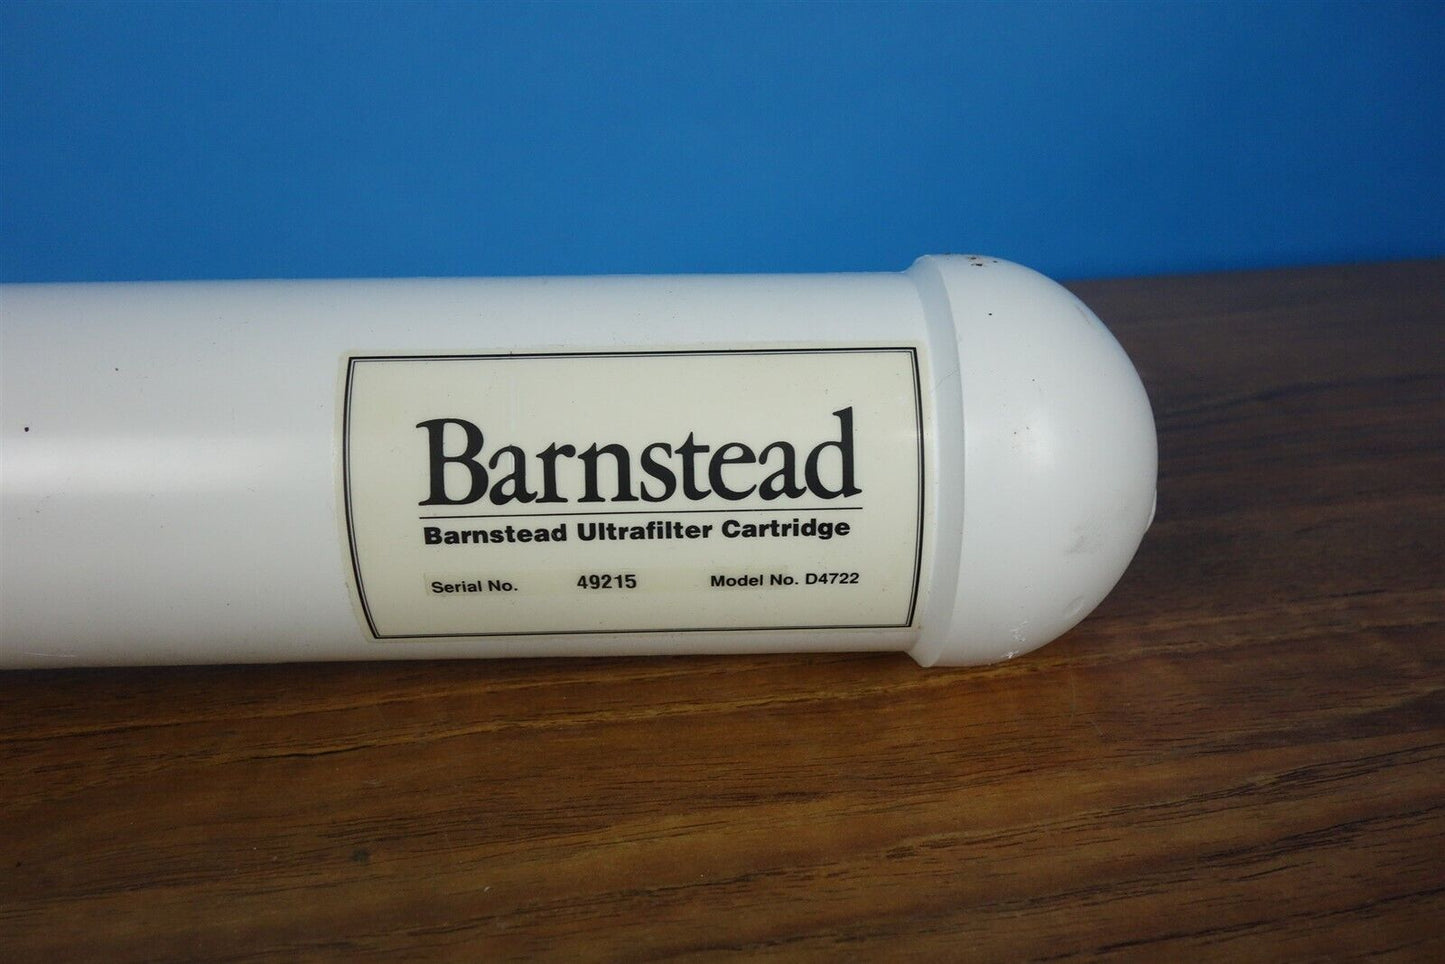 Barnstead
Barnstead Ultrafilter Cartridge
Serial No. 49215 Model No. D4722